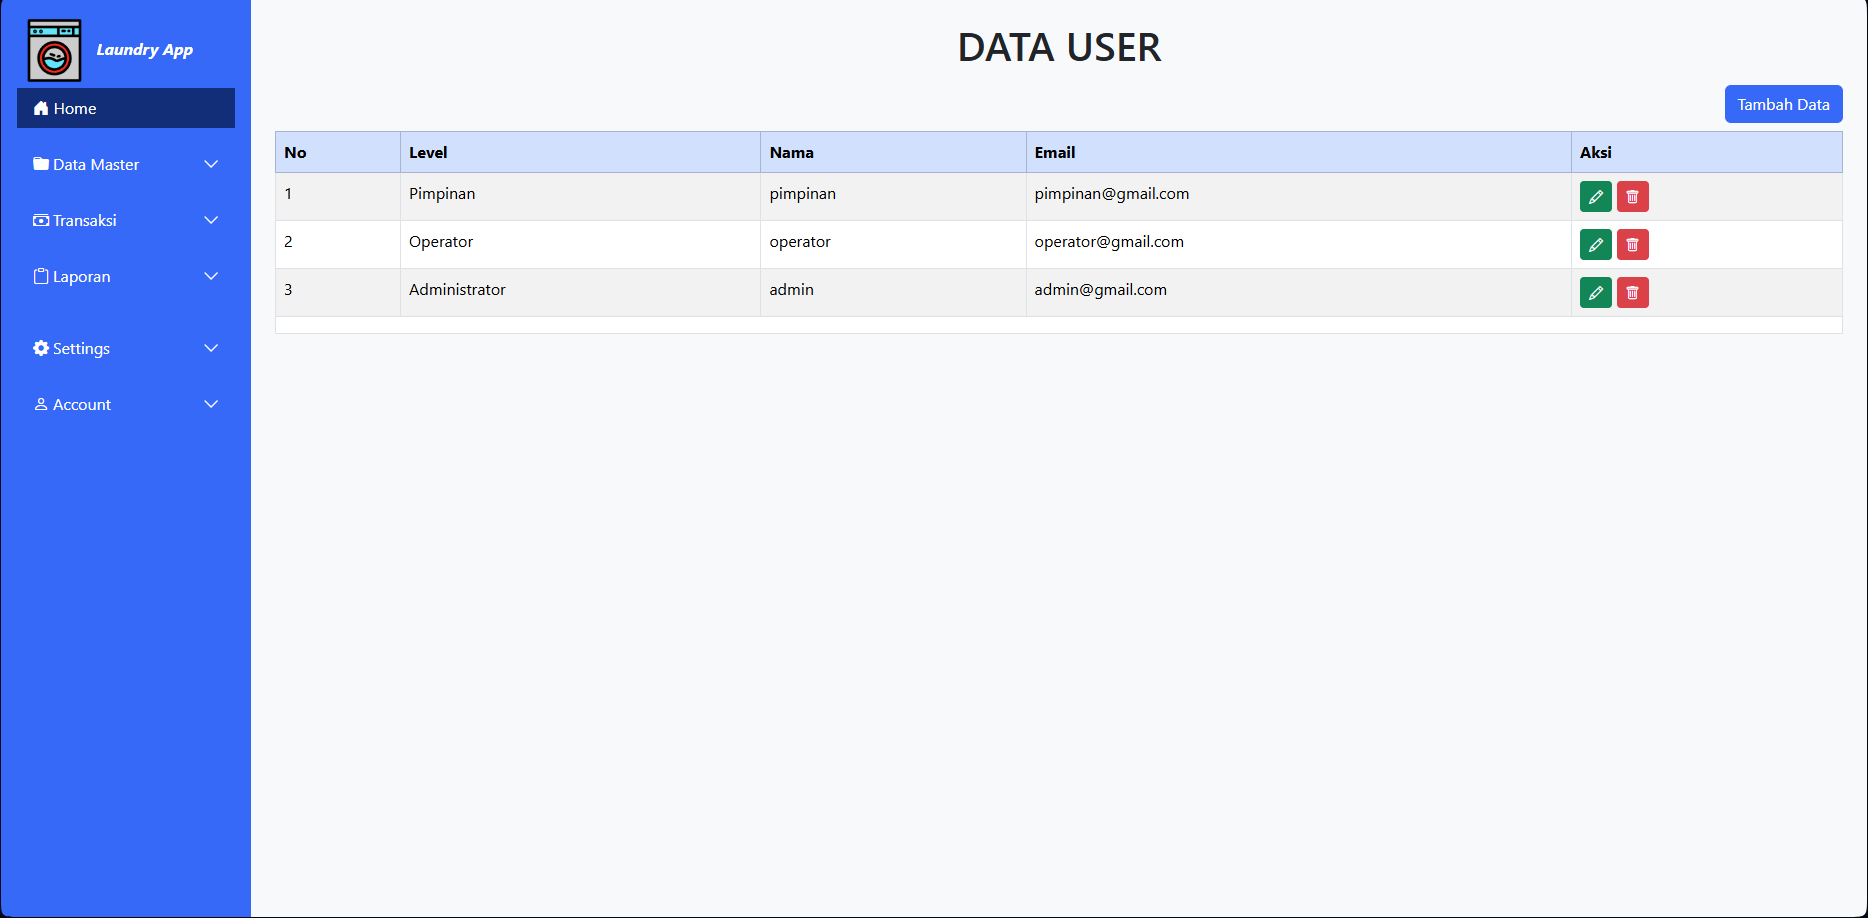 Laundry App
Home
Data Master
Transaksi
Laporan
Settings
Account
DATA USER
Tambah Data
No Level Nama Email Aksi
1 Pimpinan pimpinan pimpinan@gmail.com
2 Operator operator operator@gmail.com
3 Administrator admin admin@gmail.com